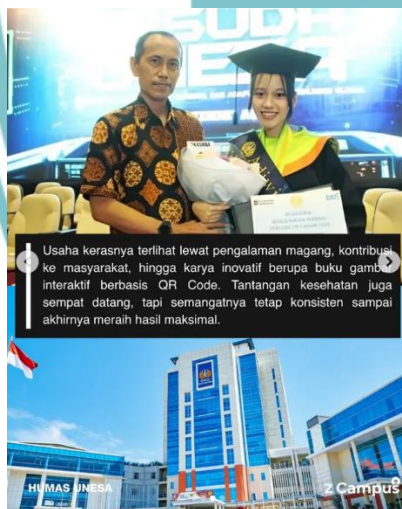 Usaha kerasnya terlihat lewat pengalaman magang, kontribusi
ke masyarakat, hingga karya inovatif berupa buku gambar
interaktif berbasis QR Code. Tantangan kesehatan juga
sempat datang, tapi semangatnya tetap konsisten sampai
akhirnya meraih hasil maksimal.
HUMAS UNESA
Z Campus